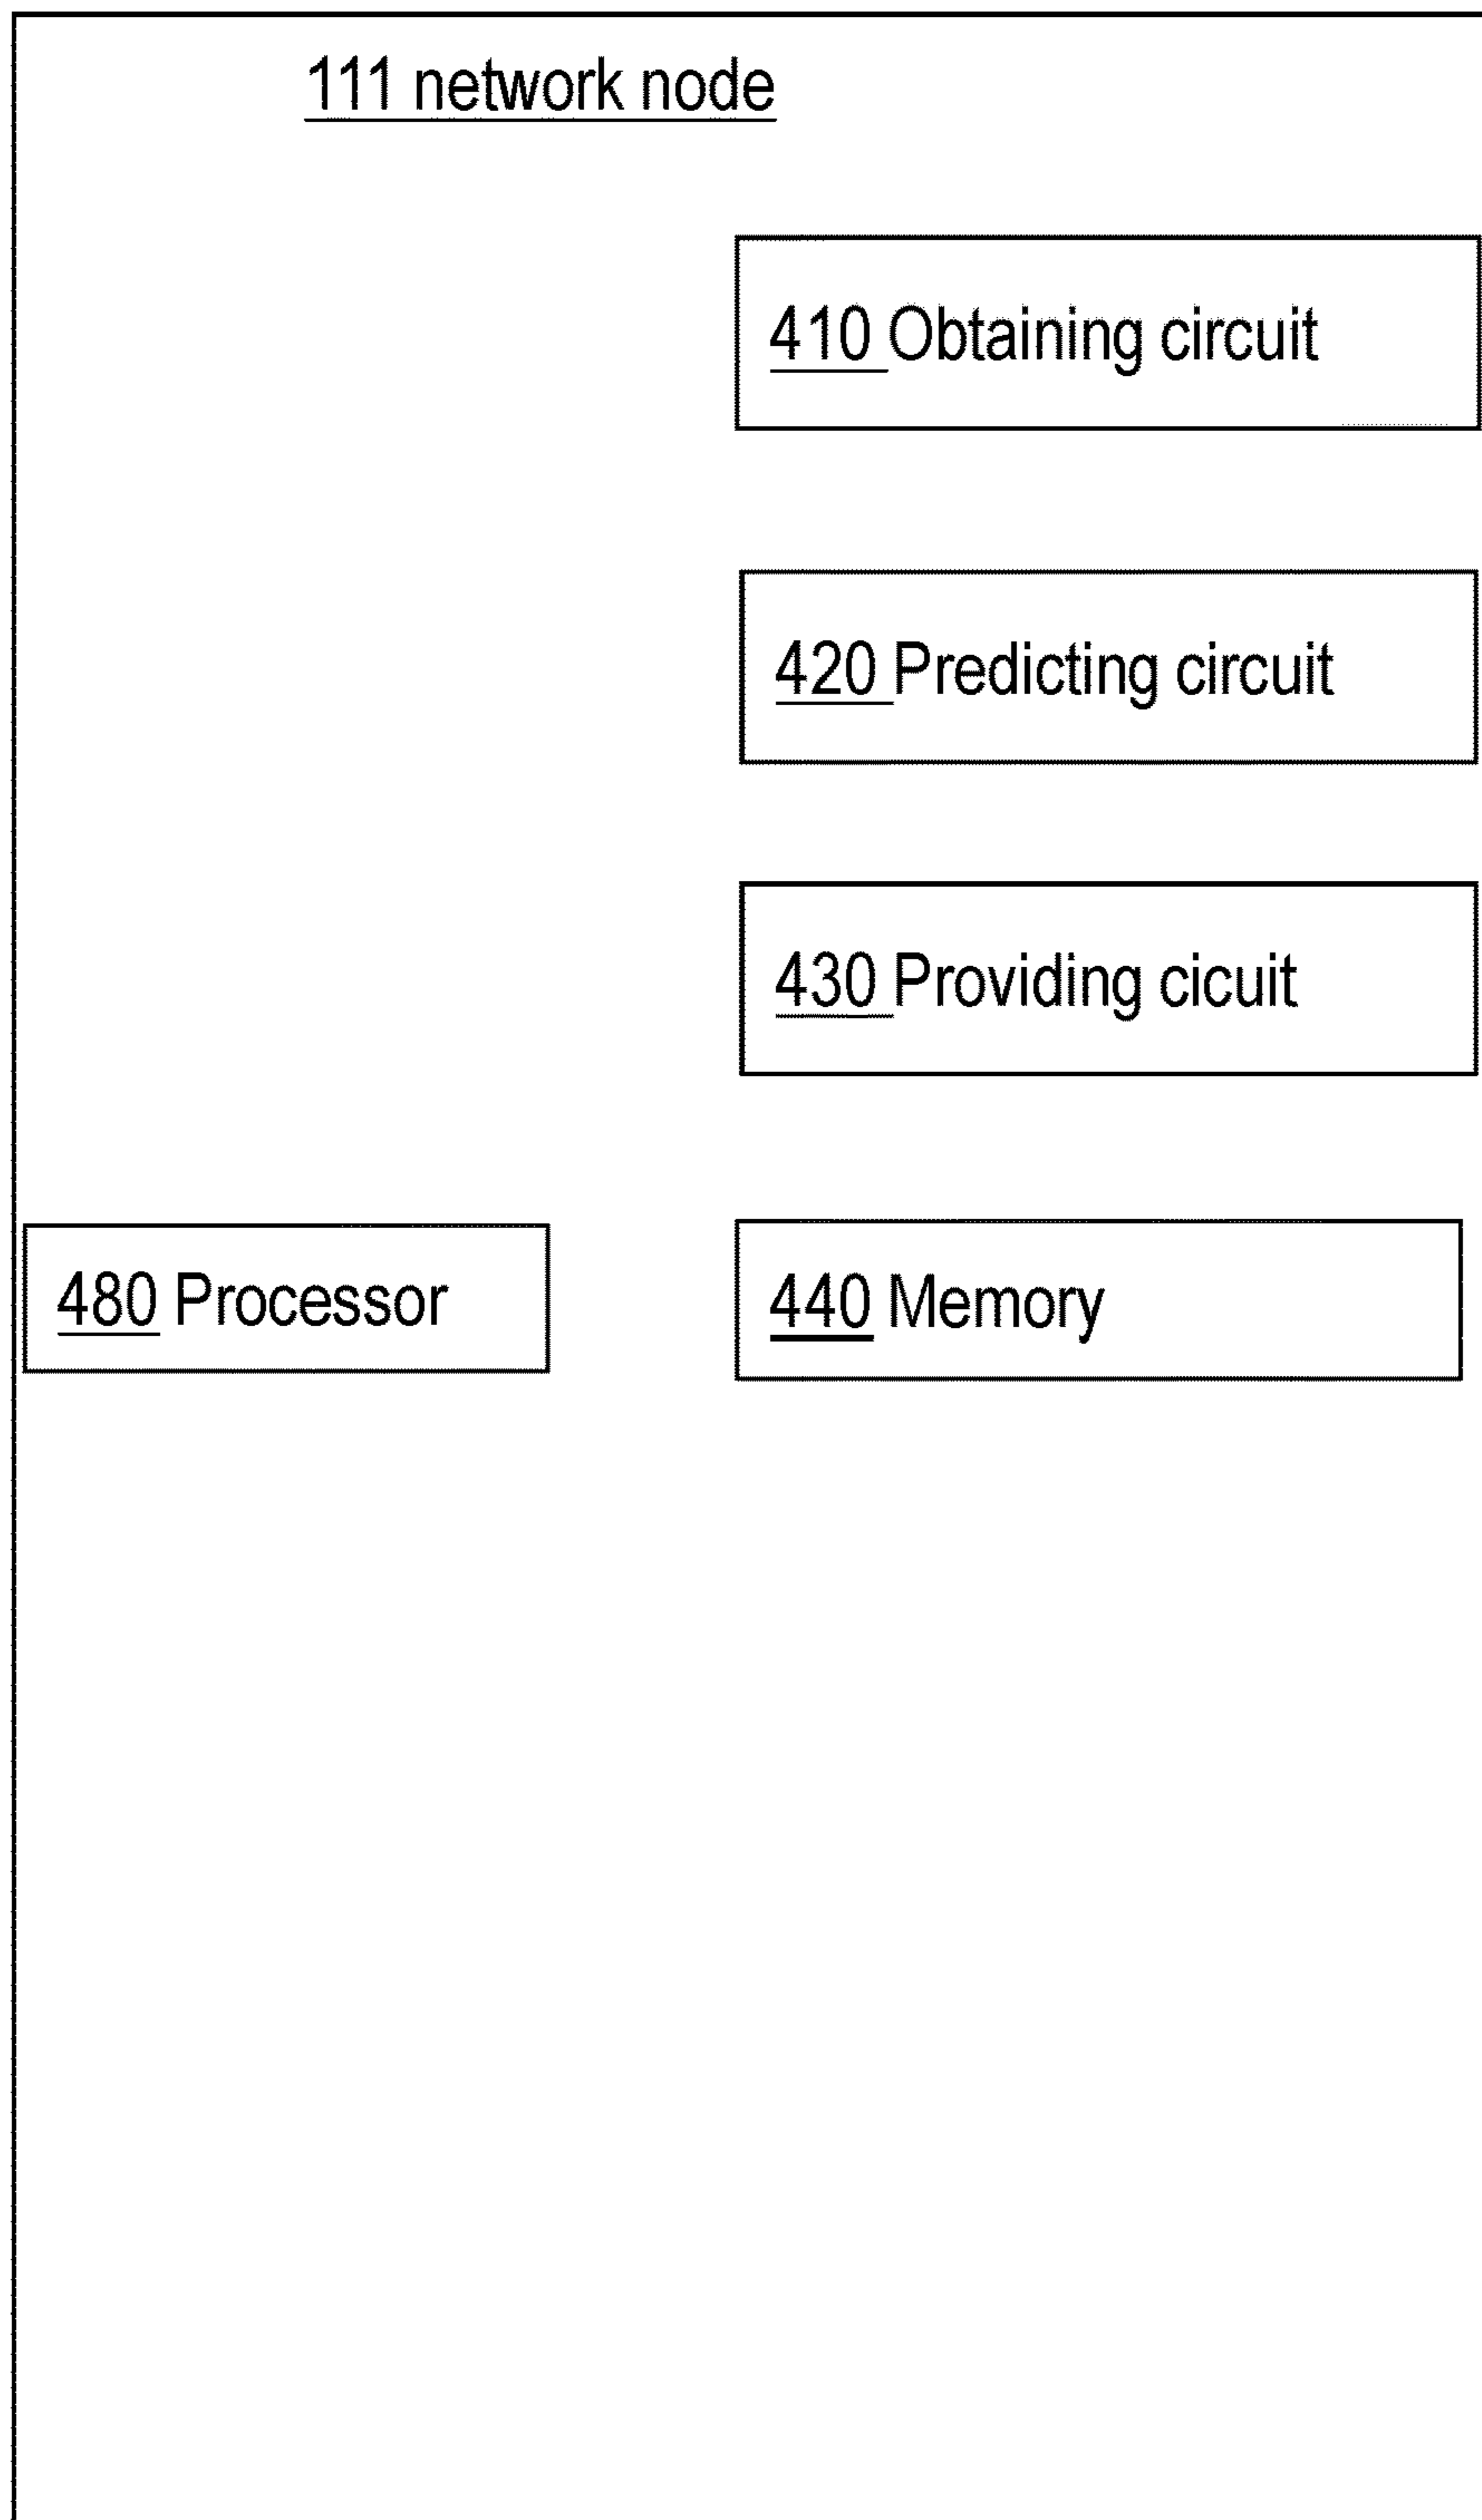 111 network node
410 Obtaining circuit
420 Predicting circuit
430 Providing cicuit
480 Processor
440 Memory